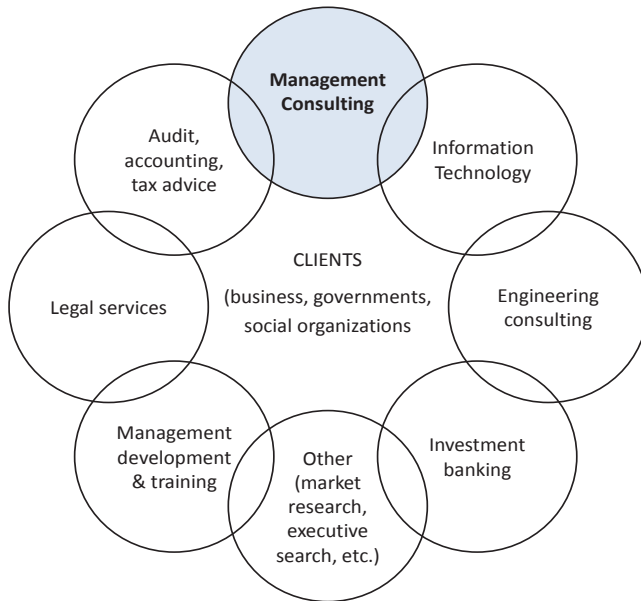 Management
Consulting
Audit,
accounting,
tax advice
Information
Technology
CLIENTS
(business, governments,
social organizations
Legal services
Engineering
consulting
Management
development
& training
Other
(market
research,
executive
search, etc.)
Investment
banking